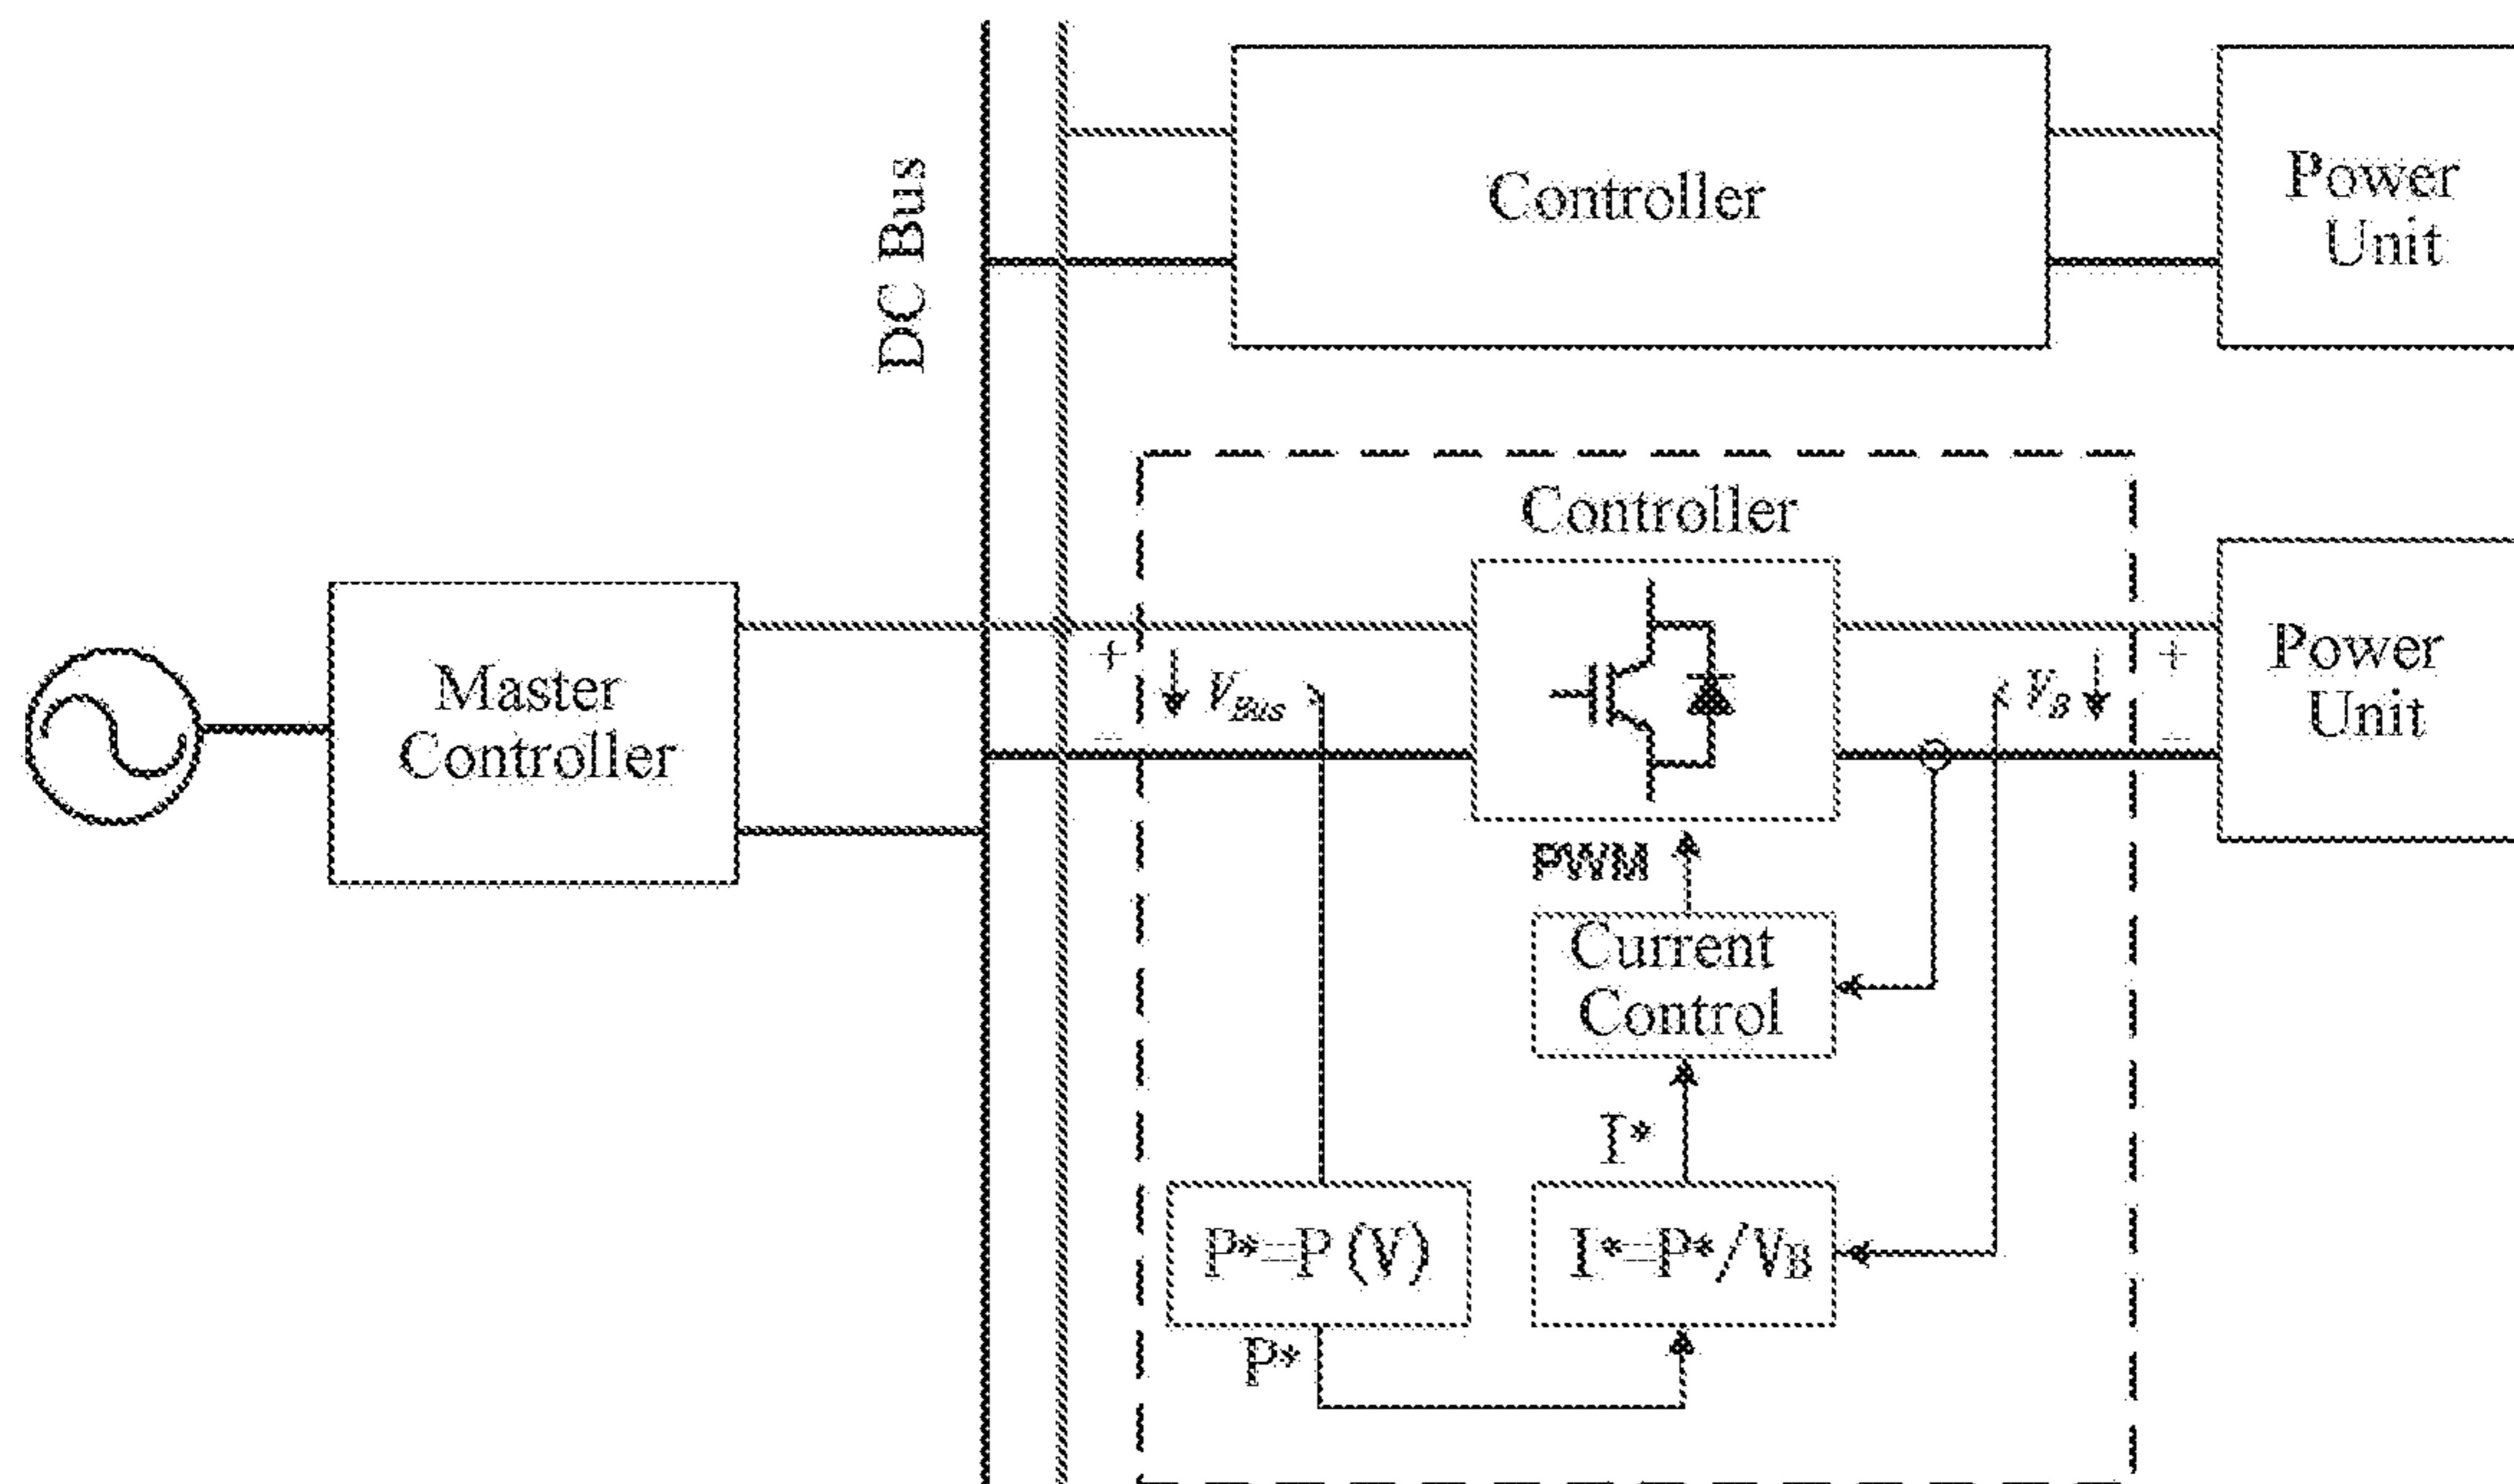 DC Bus
Controller
Power
Unit
Controller
Master
Controller
+
V_Bus
-
V_B
+
-
Power
Unit
PWM
Current
Control
I*
P*=P(V)
I*=P*/V_B
P*